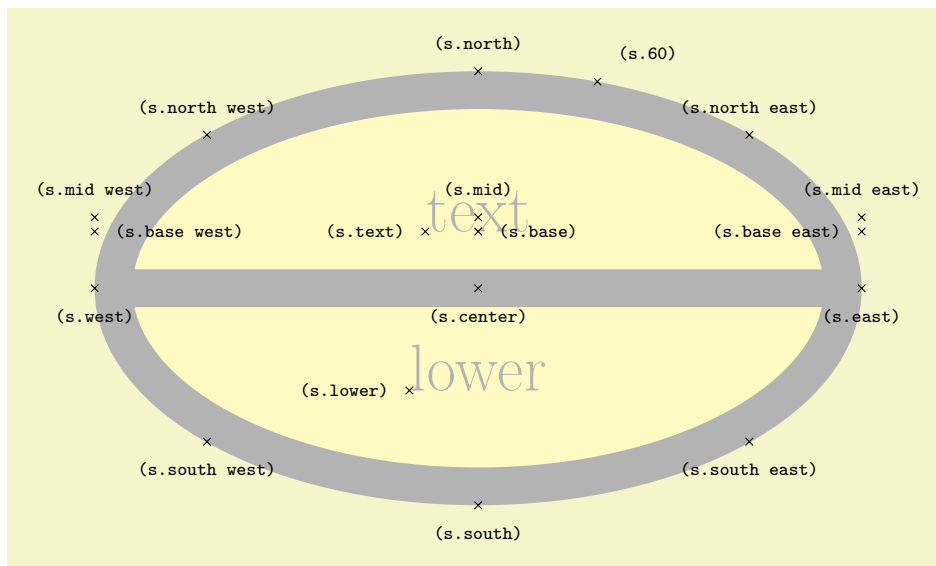 (s.north)
(s.60)
(s.north west)
(s.north east)
(s.mid west)
(s.mid)
(s.mid east)
text
(s.base west)
(s.text)
(s.base)
(s.base east)
(s.west)
(s.center)
(s.east)
lower
(s.lower)
(s.south west)
(s.south east)
(s.south)